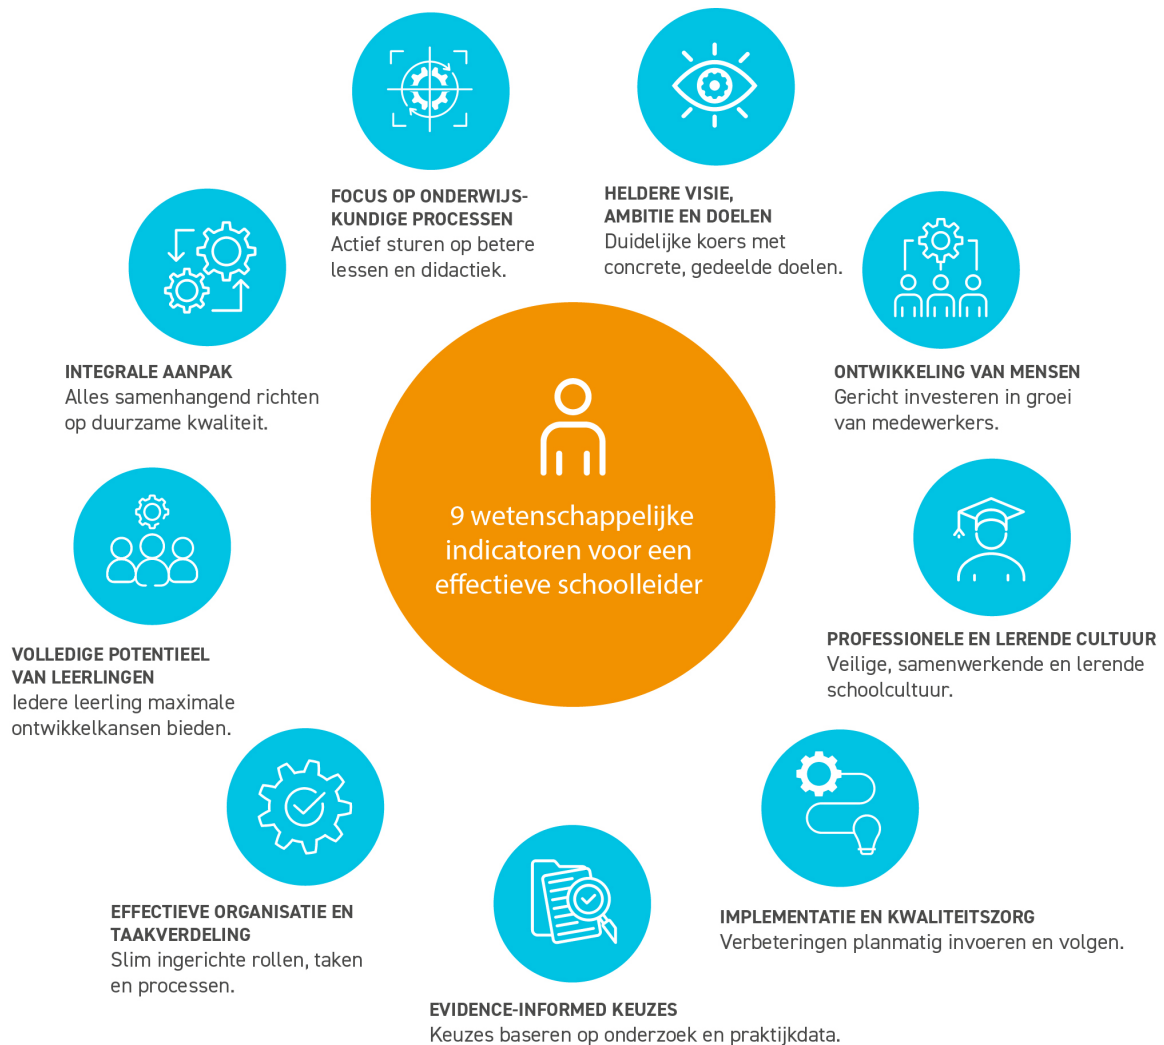 FOCUS OP ONDERWIJS-
KUNDIGE PROCESSEN
Actief sturen op betere
lessen en didactiek.
HELDERE VISIE,
AMBITIE EN DOELEN
Duidelijke koers met
concrete, gedeelde doelen.
INTEGRALE AANPAK
Alles samenhangend richten
op duurzame kwaliteit.
ONTWIKKELING VAN MENSEN
Gericht investeren in groei
van medewerkers.
9 wetenschappelijke
indicatoren voor een
effectieve schoolleider
VOLLEDIGE POTENTIEEL
VAN LEERLINGEN
Iedere leerling maximale
ontwikkelkansen bieden.
PROFESSIONELE EN LERENDE CULTUUR
Veilige, samenwerkende en lerende
schoolcultuur.
EFFECTIEVE ORGANISATIE EN
TAAKVERDELING
Slim ingerichte rollen, taken
en processen.
IMPLEMENTATIE EN KWALITEITSZORG
Verbeteringen planmatig invoeren en volgen.
EVIDENCE-INFORMED KEUZES
Keuzes baseren op onderzoek en praktijkdata.